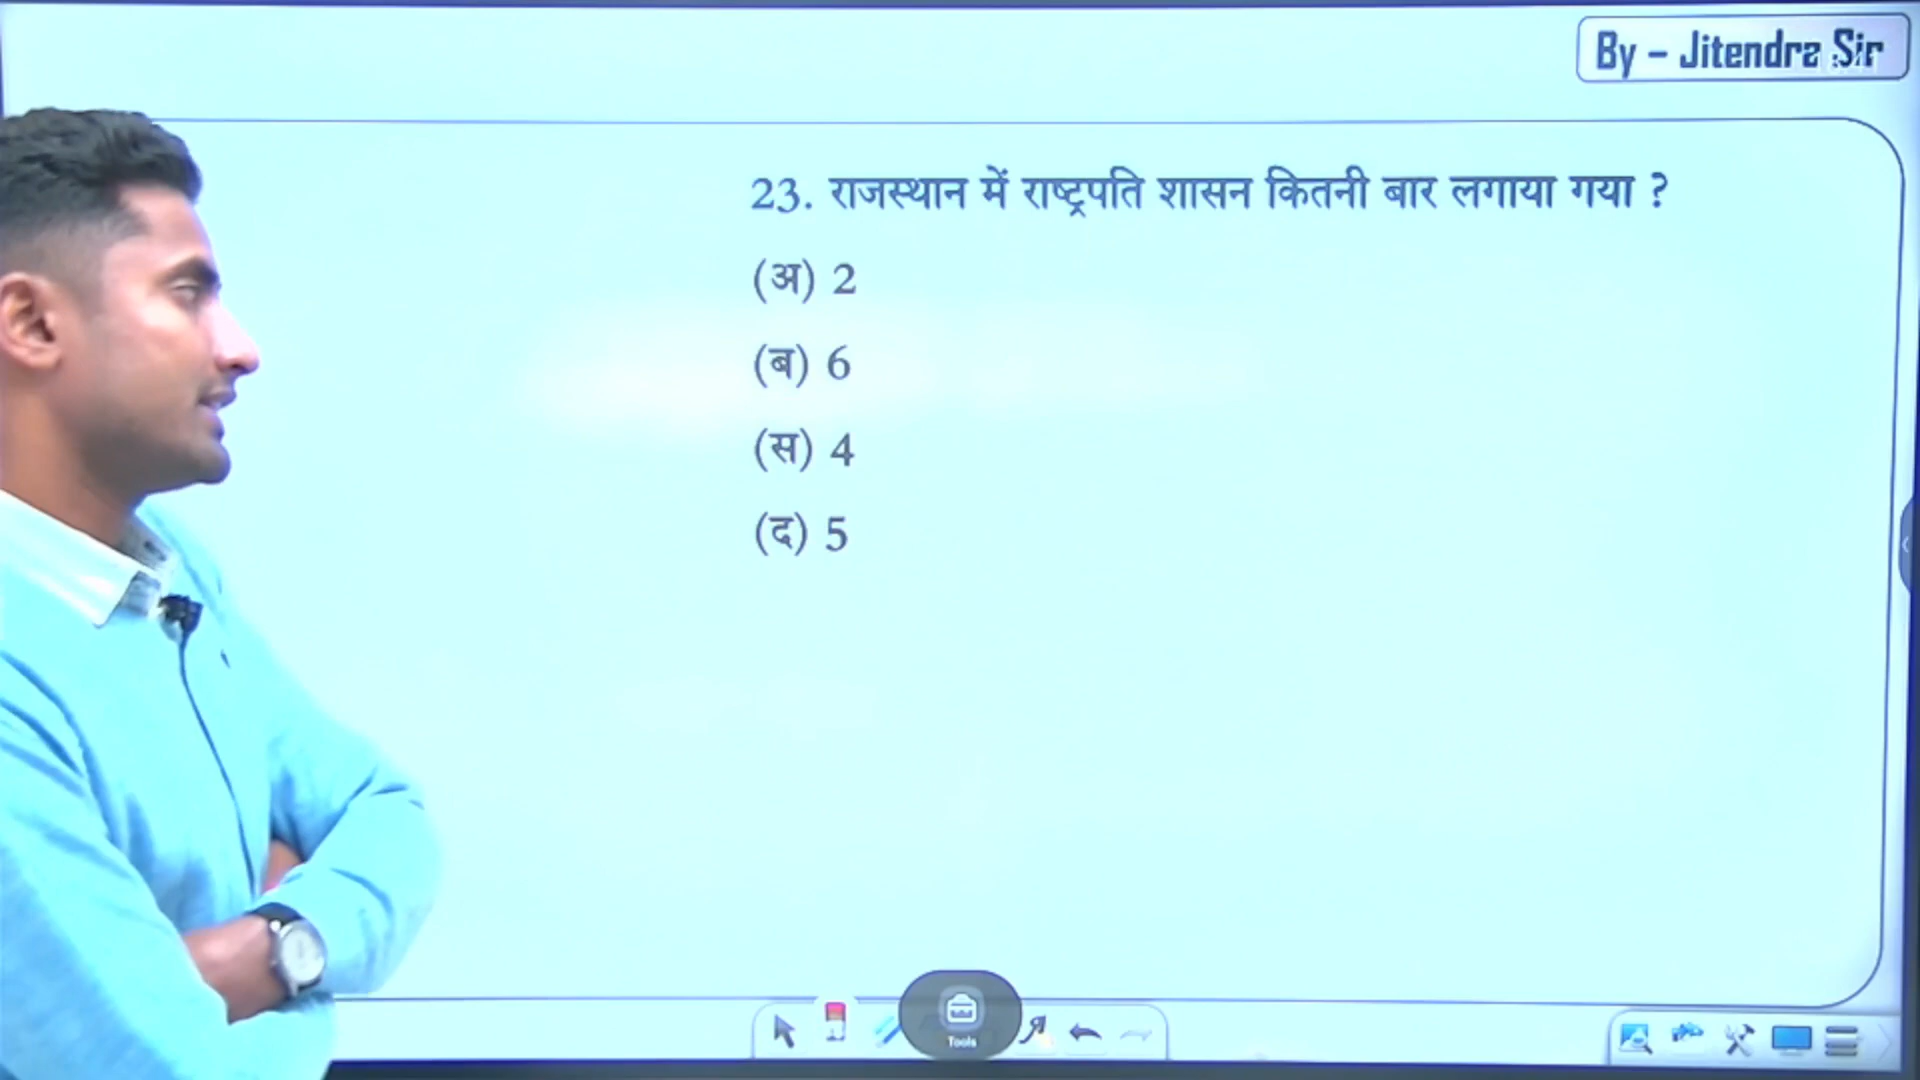 By – Jitendra Sir
23. राजस्थान में राष्ट्रपति शासन कितनी बार लगाया गया ?
(अ) 2
(ब) 6
(स) 4
(द) 5
Tools